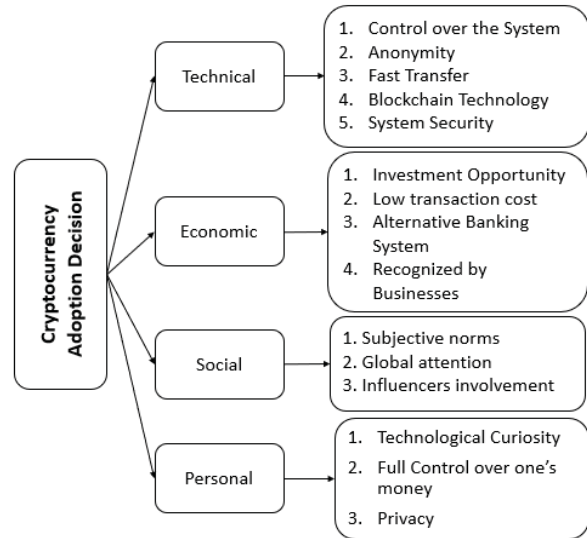 Cryptocurrency
Adoption Decision
Technical
1. Control over the System
2. Anonymity
3. Fast Transfer
4. Blockchain Technology
5. System Security
Economic
1. Investment Opportunity
2. Low transaction cost
3. Alternative Banking
System
4. Recognized by
Businesses
Social
1. Subjective norms
2. Global attention
3. Influencers involvement
Personal
1. Technological Curiosity
2. Full Control over one's
money
3. Privacy